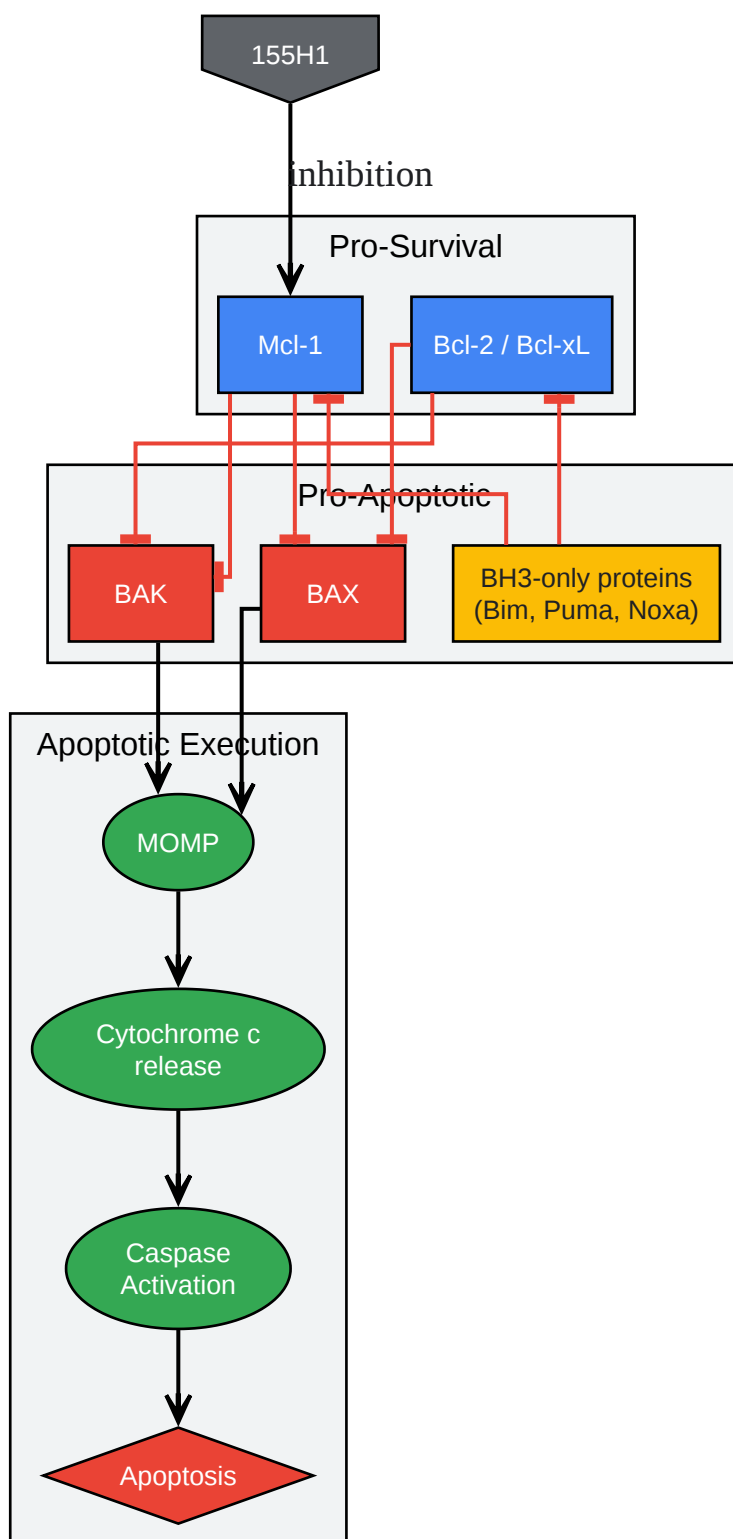 155H1
inhibition
Pro-Survival
Mcl-1
Bcl-2 / Bcl-xL
Pro-Apoptotic
BAK
BAX
BH3-only proteins
(Bim, Puma, Noxa)
Apoptotic Execution
MOMP
Cytochrome c
release
Caspase
Activation
Apoptosis